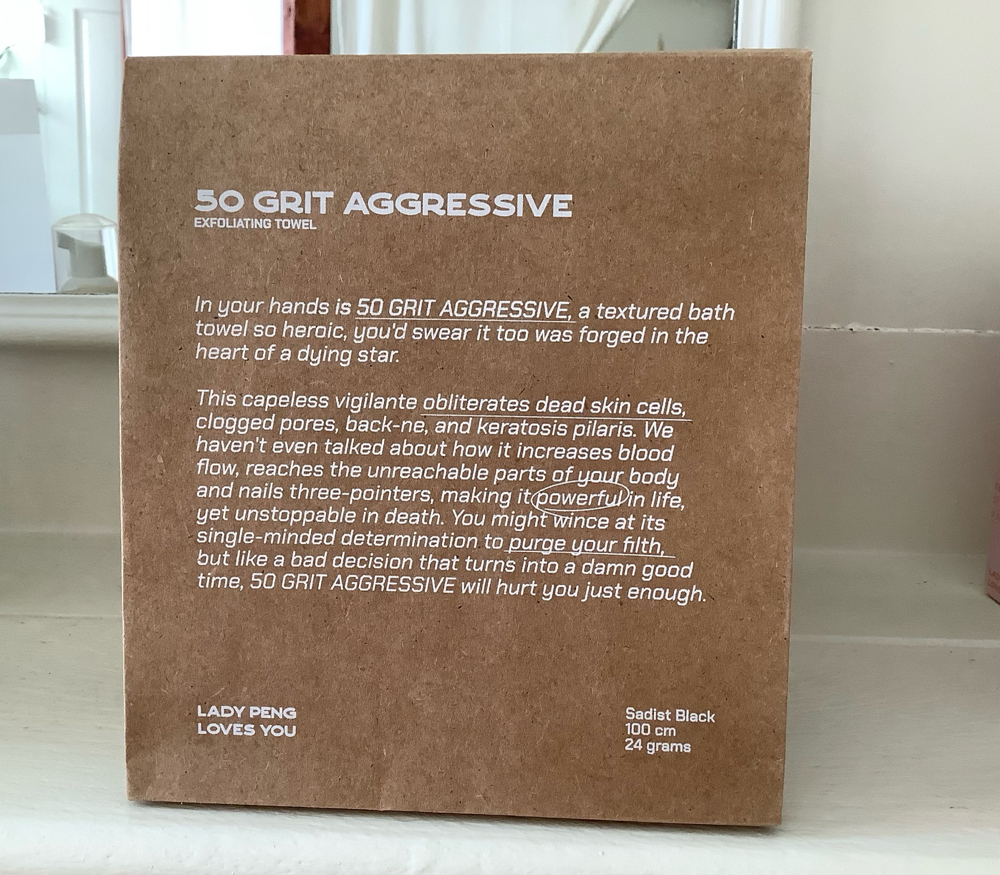 50 GRIT AGGRESSIVE
EXFOLIATING TOWEL
In your hands is 50 GRIT AGGRESSIVE, a textured bath
towel so heroic, you'd swear it too was forged in the
heart of a dying star.
This capeless vigilante obliterates dead skin cells,
clogged pores, back-ne, and keratosis pilaris. We
haven't even talked about how it increases blood
flow, reaches the unreachable parts of your body
and nails three-pointers, making it powerful in life,
yet unstoppable in death. You might wince at its
single-minded determination to purge your filth,
but like a bad decision that turns into a damn good
time, 50 GRIT AGGRESSIVE will hurt you just enough.
LADY PENG
LOVES YOU
Sadist Black
100 cm
24 grams